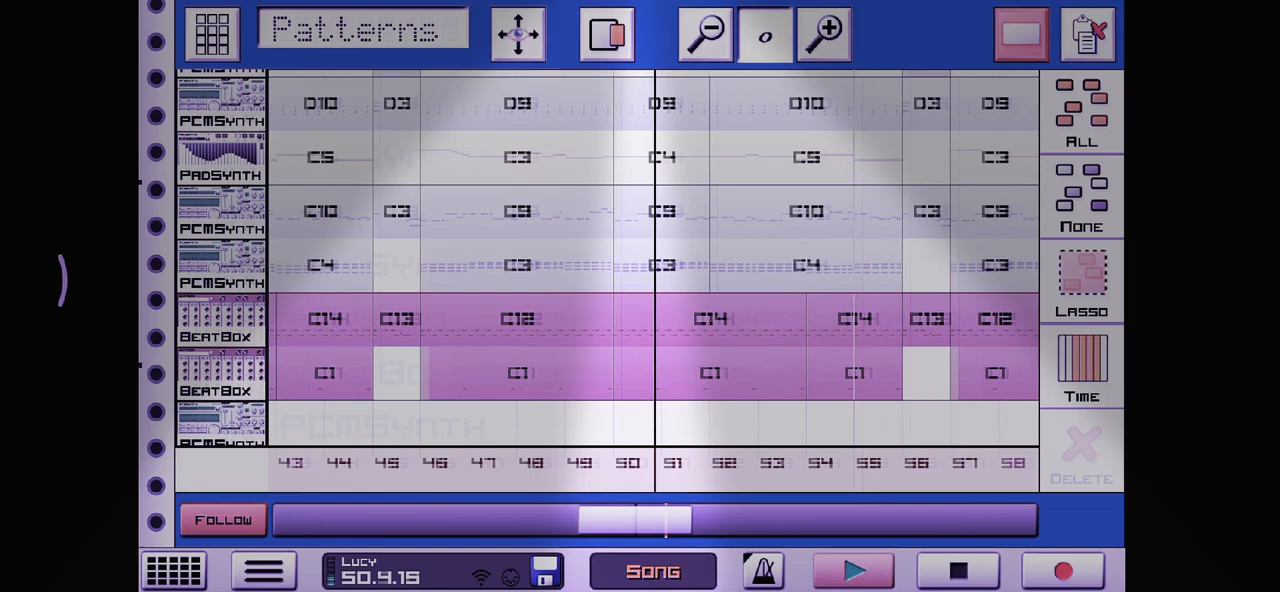 Patterns
o
PCMSynth
D10 D3 D9 D9 D10 D3 D9
PCMSynth
C5 C3 C4 C5 C3
PadSynth
C10 C3 C9 C9 C10 C3 C9
PCMSynth
C4 C3 C3 C4 C3
PCMSynth
C14 C13 C12 C14 C14 C13 C12
BeatBox
C1 C1 C1 C1 C1
BeatBox
PCMSynth
PCMSynth
43 44 45 46 47 48 49 50 51 52 53 54 55 56 57 58
All
None
Lasso
Time
Delete
Follow
Lucy
50.4.15
Song